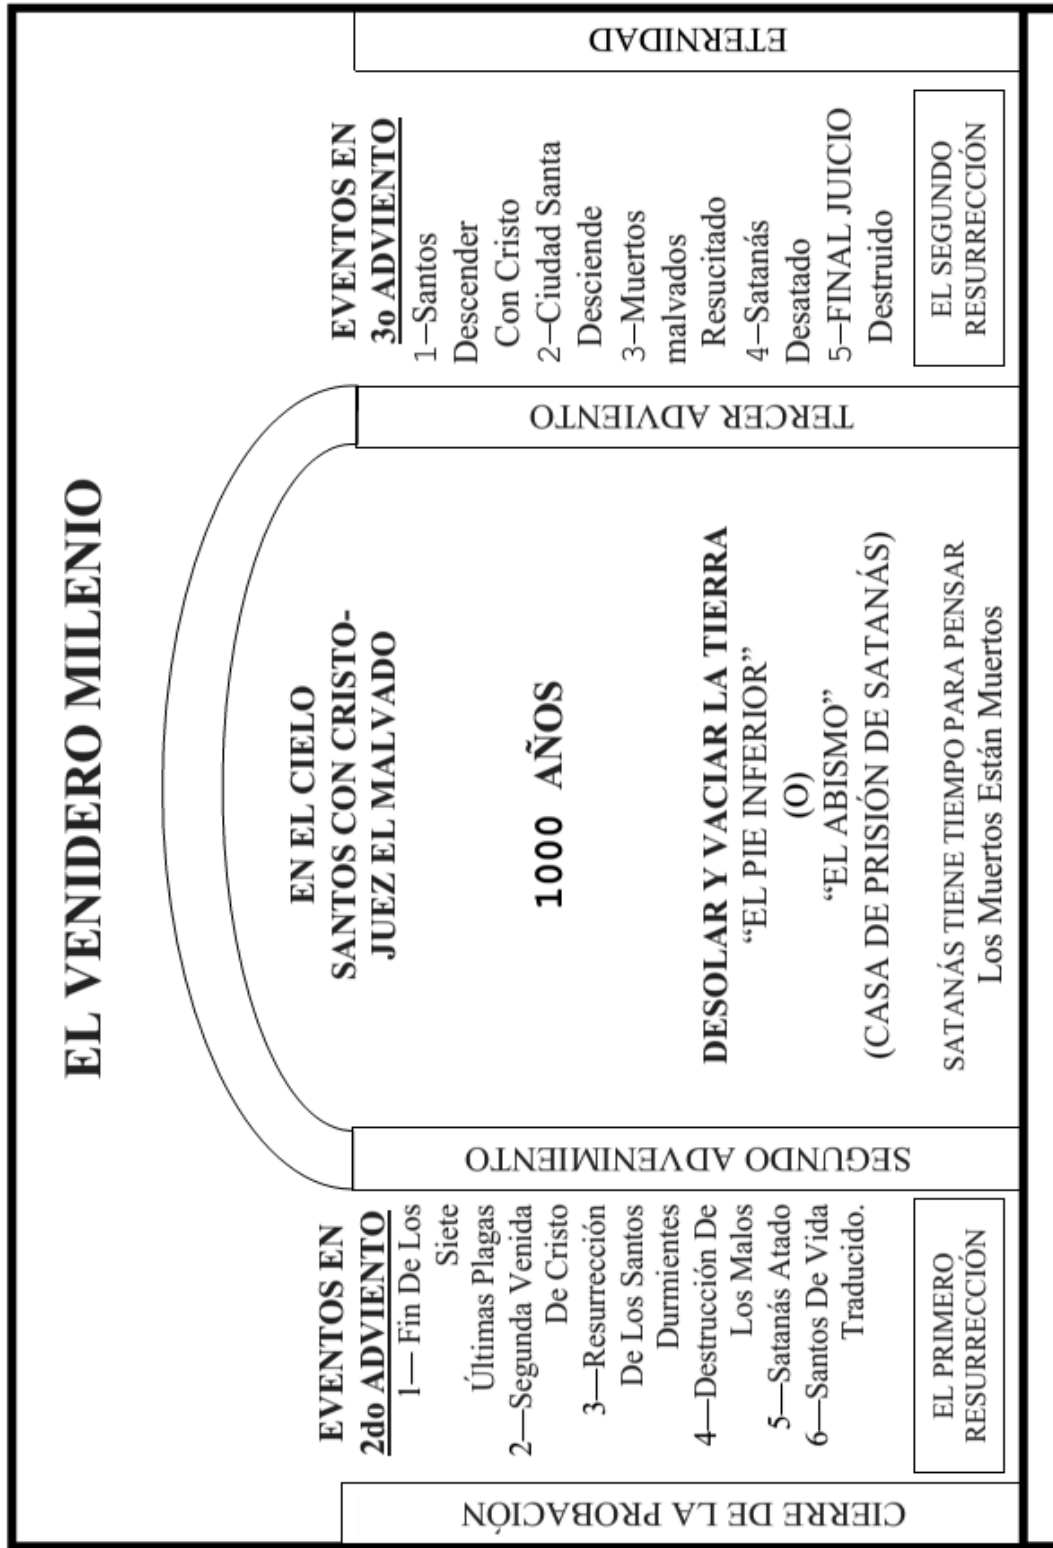 EL VENIDERO MILENIO
CIERRE DE LA PROBACIÓN
EVENTOS EN
2do ADVIENTO
1— Fin De Los
Siete
Últimas Plagas
2—Segunda Venida
De Cristo
3—Resurrección
De Los Santos
Durmientes
4—Destrucción De
Los Malos
5—Satanás Atado
6—Santos De Vida
Traducido.
EL PRIMERO
RESURRECCIÓN
SEGUNDO ADVENIMIENTO
EN EL CIELO
SANTOS CON CRISTO-
JUEZ EL MALVADO
1000 AÑOS
DESOLAR Y VACIAR LA TIERRA
“EL PIE INFERIOR”
(O)
“EL ABISMO”
(CASA DE PRISIÓN DE SATANÁS)
SATANÁS TIENE TIEMPO PARA PENSAR
Los Muertos Están Muertos
TERCER ADVIENTO
EVENTOS EN
3o ADVIENTO
1—Santos
Descender
Con Cristo
2—Ciudad Santa
Desciende
3—Muertos
malvados
Resucitado
4—Satanás
Desatado
5—FINAL JUICIO
Destruido
EL SEGUNDO
RESURRECCIÓN
ETERNIDAD